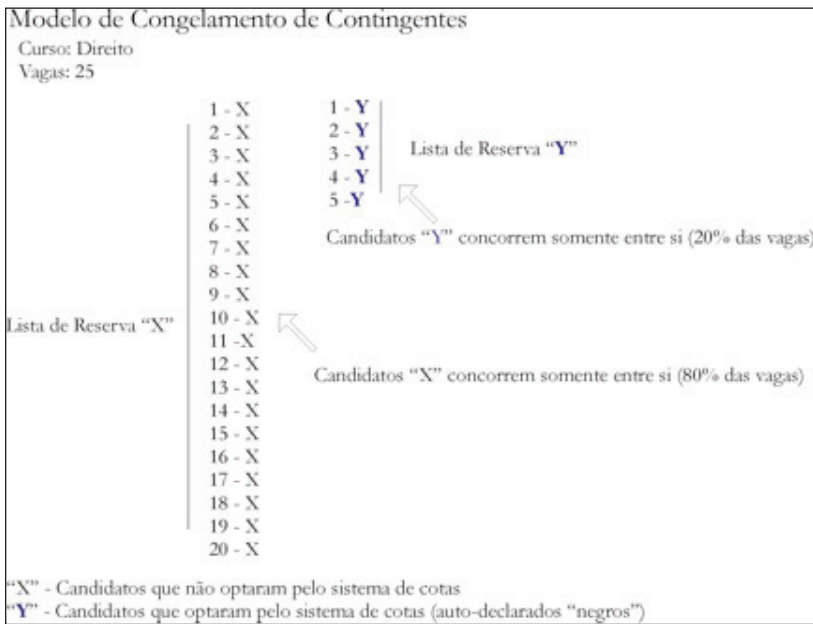 Modelo de Congelamento de Contingentes
Curso: Direito
Vagas: 25
1 - X
2 - X
3 - X
4 - X
5 - X
6 - X
7 - X
8 - X
9 - X
10 - X
11 -X
12 - X
13 - X
14 - X
15 - X
16 - X
17 - X
18 - X
19 - X
20 - X
Lista de Reserva “X”
1 - Y
2 - Y
3 - Y
4 - Y
5 -Y
Lista de Reserva “Y”
Candidatos “Y” concorrem somente entre si (20% das vagas)
Candidatos “X” concorrem somente entre si (80% das vagas)
“X” - Candidatos que não optaram pelo sistema de cotas
“Y” - Candidatos que optaram pelo sistema de cotas (auto-declarados “negros”)